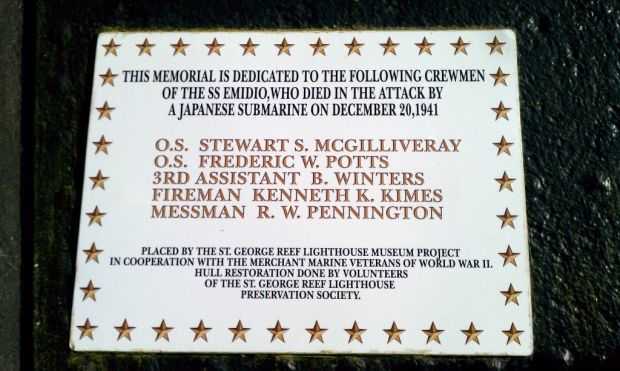 THIS MEMORIAL IS DEDICATED TO THE FOLLOWING CREWMEN
OF THE SS EMIDIO,WHO DIED IN THE ATTACK BY
A JAPANESE SUBMARINE ON DECEMBER 20,1941
O.S. STEWART S. MCGILLIVERAY
O.S. FREDERIC W. POTTS
3RD ASSISTANT B. WINTERS
FIREMAN KENNETH K. KIMES
MESSMAN R. W. PENNINGTON
PLACED BY THE ST. GEORGE REEF LIGHTHOUSE MUSEUM PROJECT
IN COOPERATION WITH THE MERCHANT MARINE VETERANS OF WORLD WAR II.
HULL RESTORATION DONE BY VOLUNTEERS
OF THE ST. GEORGE REEF LIGHTHOUSE
PRESERVATION SOCIETY.